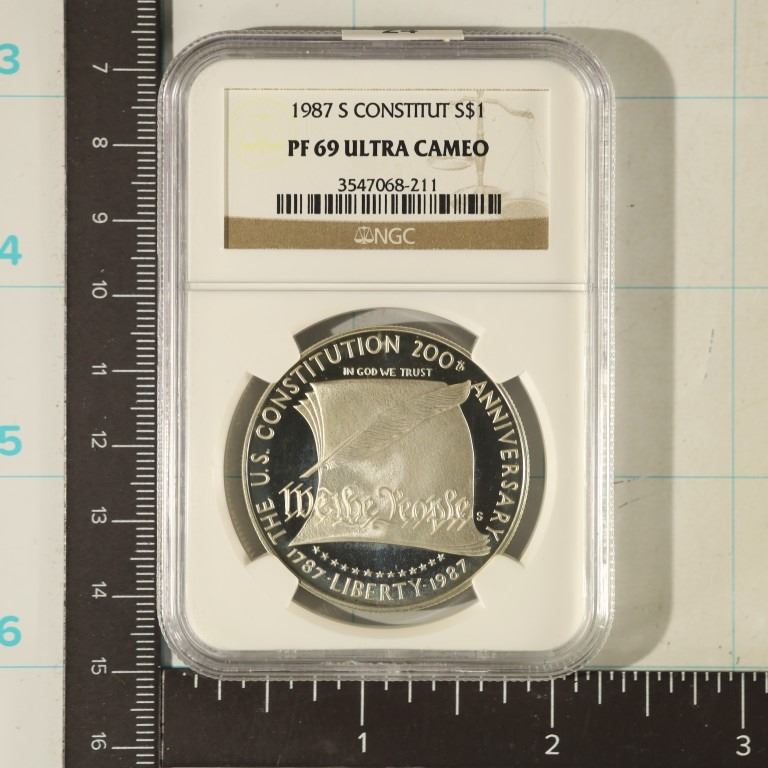 1987 S CONSTITUT S$1
PF 69 ULTRA CAMEO
3547068-211
NGC
THE U.S. CONSTITUTION 200th ANNIVERSARY
IN GOD WE TRUST
We the People
S
1787·LIBERTY·1987
3
4
5
6
7
8
9
10
11
12
13
14
15
16
1
2
3